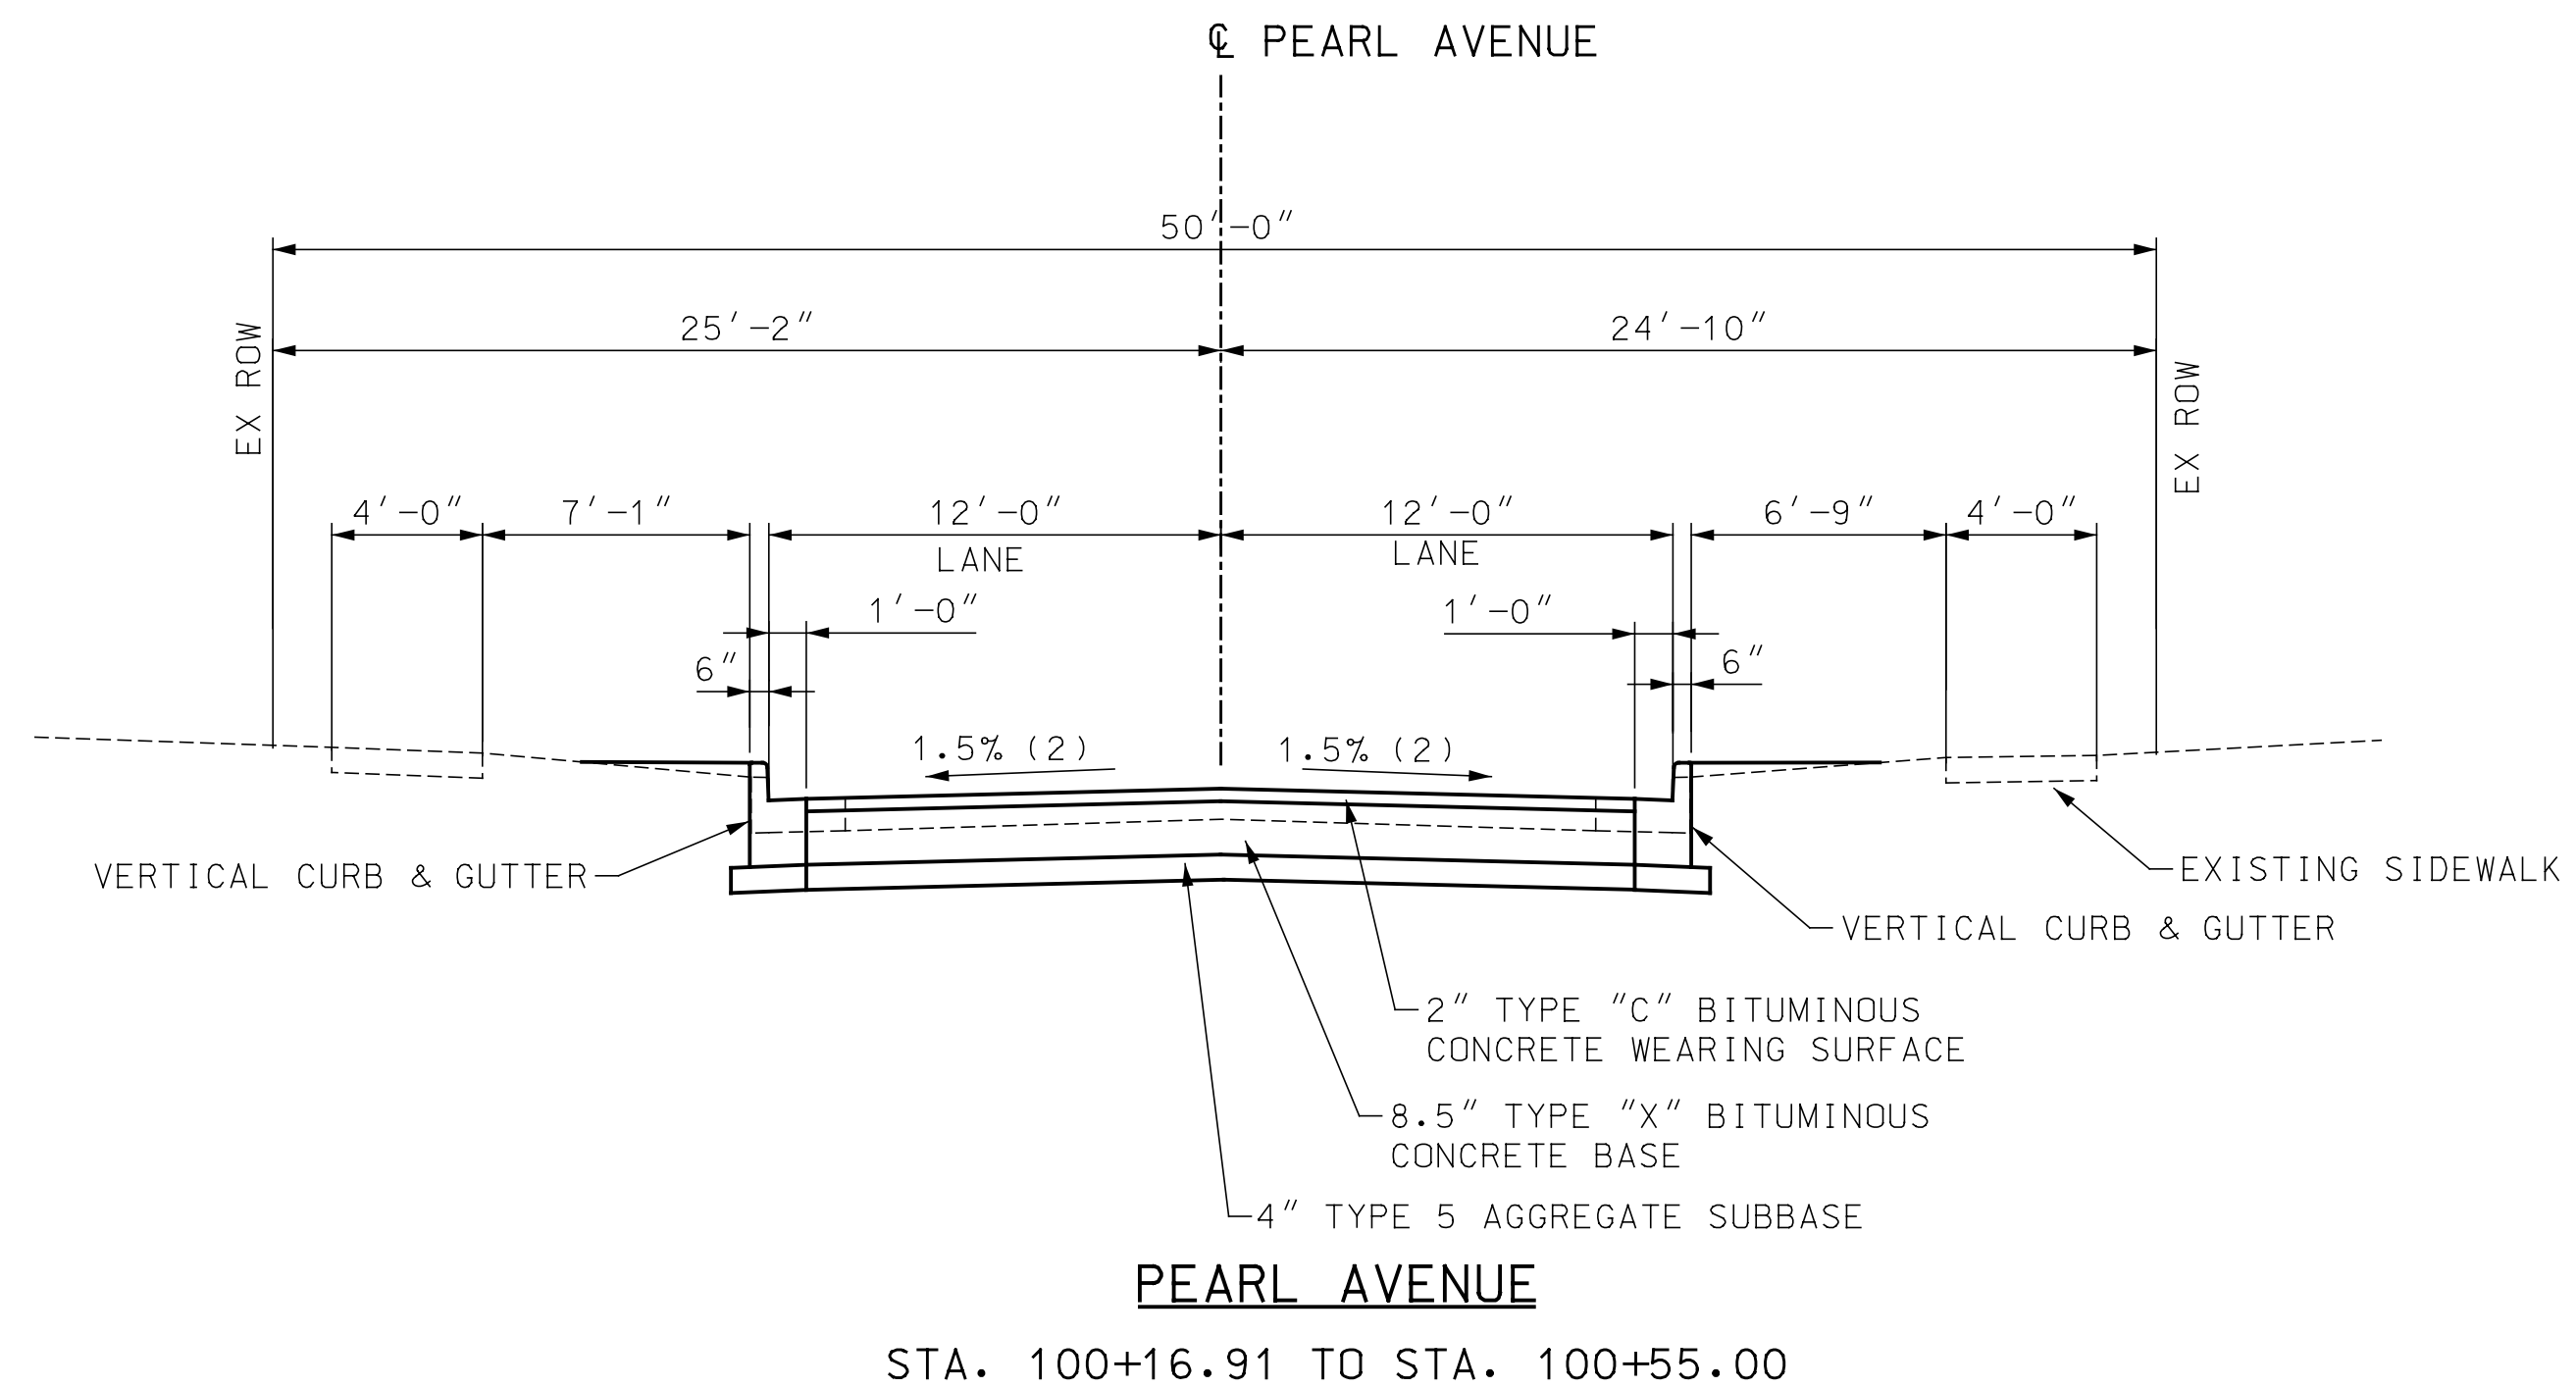 ℄ PEARL AVENUE
50'-0"
25'-2"
24'-10"
EX ROW
EX ROW
4'-0"
7'-1"
12'-0"
12'-0"
6'-9"
4'-0"
LANE
LANE
1'-0"
1'-0"
6"
6"
1.5% (2)
1.5% (2)
VERTICAL CURB & GUTTER
EXISTING SIDEWALK
VERTICAL CURB & GUTTER
2" TYPE "C" BITUMINOUS
CONCRETE WEARING SURFACE
8.5" TYPE "X" BITUMINOUS
CONCRETE BASE
4" TYPE 5 AGGREGATE SUBBASE
PEARL AVENUE
STA. 100+16.91 TO STA. 100+55.00